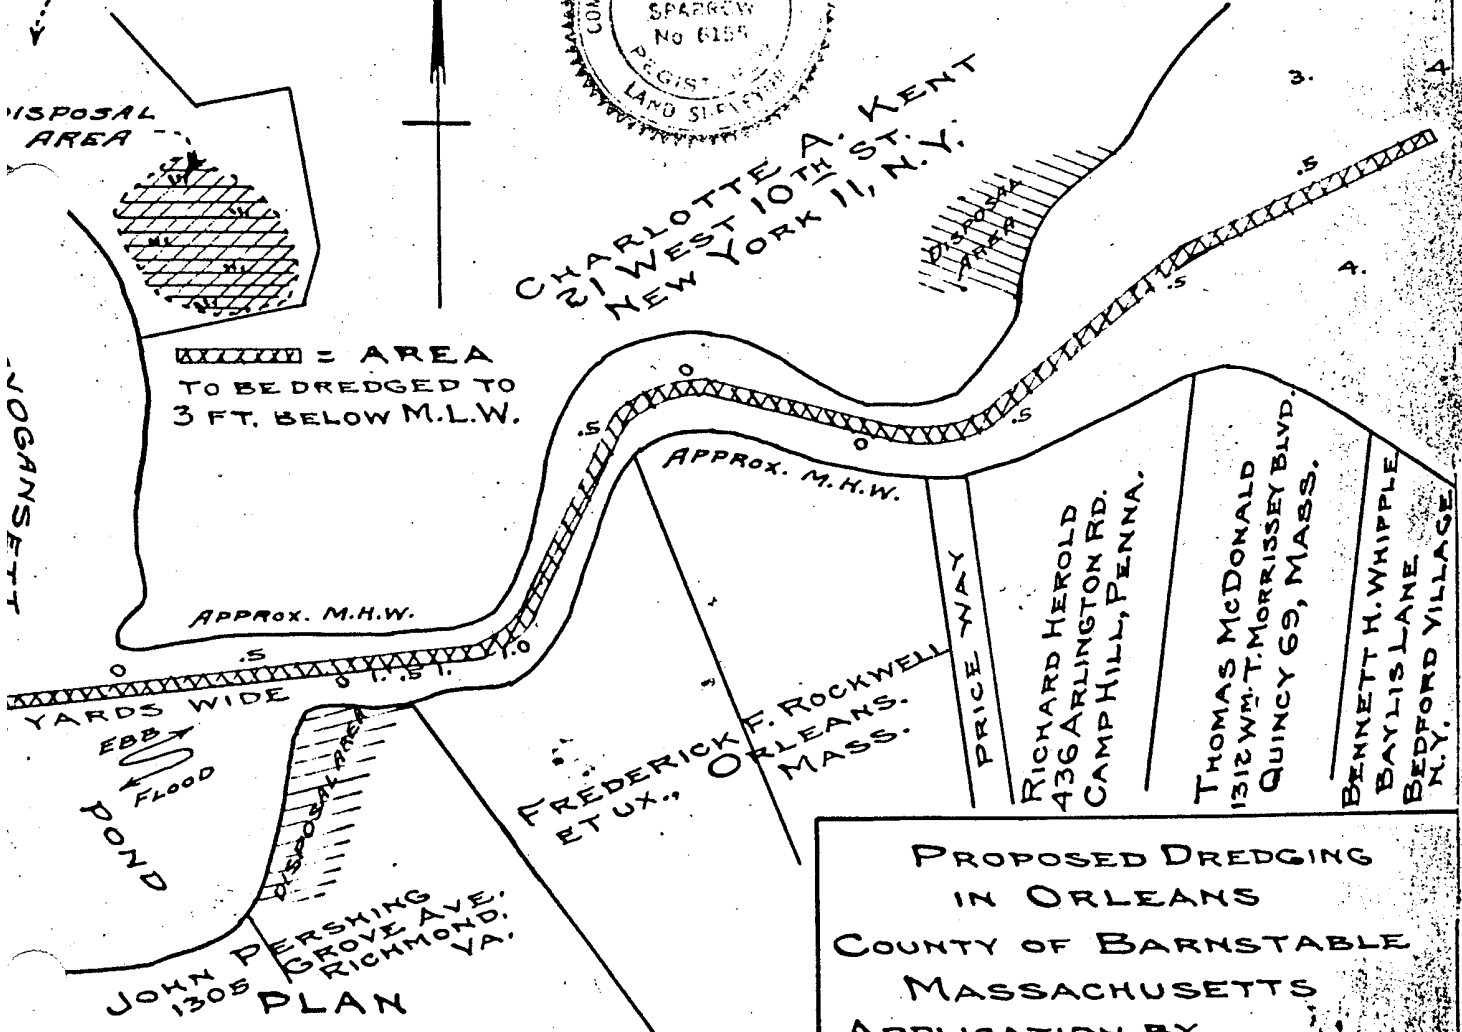 SPARROW
No 6155
REGIST
LAND SURVEYOR
DISPOSAL
AREA
CHARLOTTE A. KENT
21 WEST 10TH ST.
NEW YORK 11, N.Y.
DISPOSAL
AREA
3.
4
.5
4.
.5
= AREA
TO BE DREDGED TO
3 FT. BELOW M.L.W.
0
.5
0
.5
APPROX. M.H.W.
APPROX. M.H.W.
0
.5
0
1.
.5
1.
1.0
YARDS WIDE
EBB
FLOOD
POND
DISPOSAL AREA
PRICE WAY
RICHARD HEROLD
436 ARLINGTON RD.
CAMP HILL, PENNA.
THOMAS MCDONALD
1312 WM. T. MORRISSEY BLVD.
QUINCY 69, MASS.
BENNETT H. WHIPPLE
BAYLIS LANE
BEDFORD VILLAGE
N.Y.
FREDERICK F. ROCKWELL
ET UX., ORLEANS.
MASS.
JOHN PERSHING
1305 GROVE AVE.
RICHMOND.
VA.
PLAN
PROPOSED DREDGING
IN ORLEANS
COUNTY OF BARNSTABLE
MASSACHUSETTS
APPLICATION BY